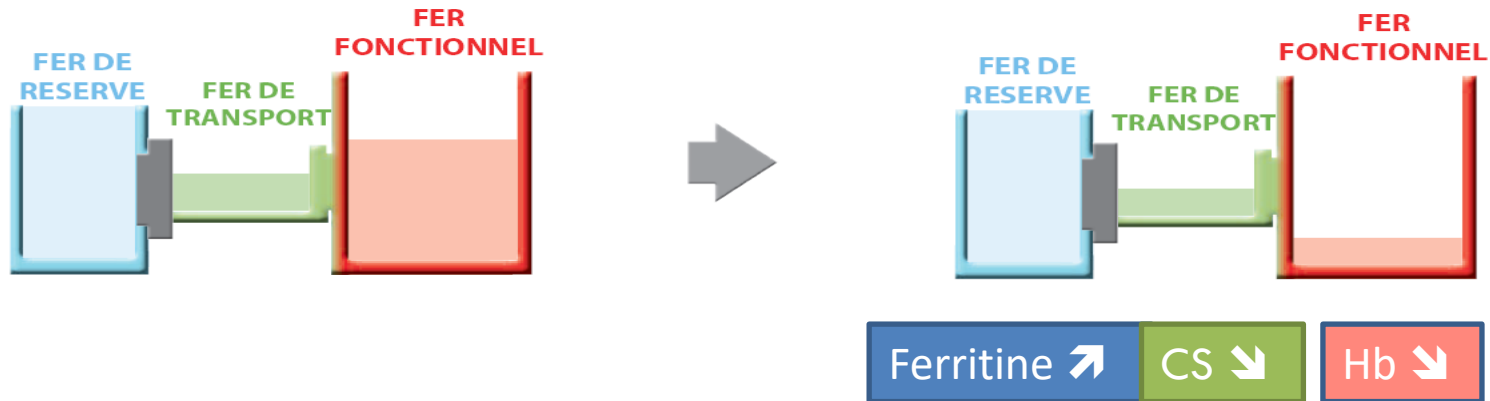 FER DE
RESERVE
FER DE
TRANSPORT
FER
FONCTIONNEL
FER DE
RESERVE
FER DE
TRANSPORT
FER
FONCTIONNEL
Ferritine ⬈
CS ⬊
Hb ⬊